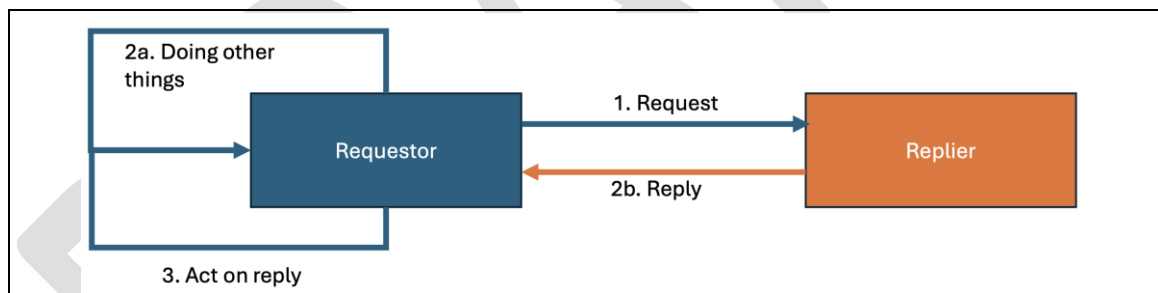 2a. Doing other
things
1. Request
Requestor
Replier
2b. Reply
3. Act on reply